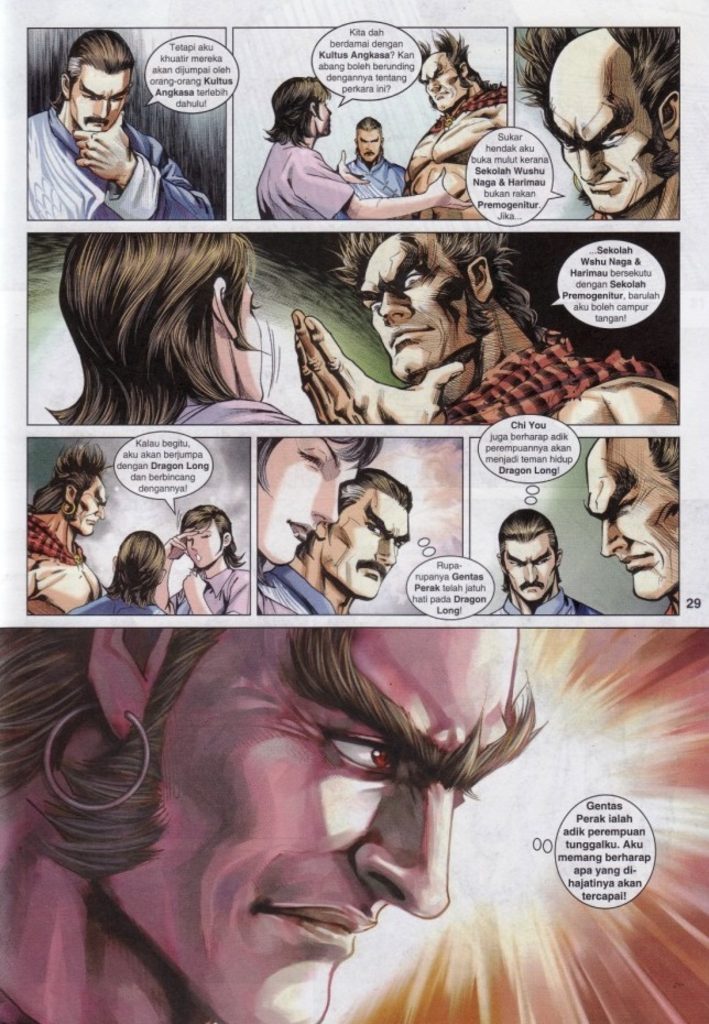 Tetapi aku
khuatir mereka
akan dijumpai oleh
orang-orang Kultus
Angkasa terlebih
dahulu!
Kita dah
berdamai dengan
Kultus Angkasa? Kan
abang boleh berunding
dengannya tentang
perkara ini?
Sukar
hendak aku
buka mulut kerana
Sekolah Wushu
Naga & Harimau
bukan rakan
Premogenitur.
Jika...
...Sekolah
Wshu Naga &
Harimau bersekutu
dengan Sekolah
Premogenitur, barulah
aku boleh campur
tangan!
Kalau begitu,
aku akan berjumpa
dengan Dragon Long
dan berbincang
dengannya!
Rupa-
rupanya Gentas
Perak telah jatuh
hati pada Dragon
Long!
Chi You
juga berharap adik
perempuannya akan
menjadi teman hidup
Dragon Long!
29
Gentas
Perak ialah
adik perempuan
tunggalku. Aku
memang berharap
apa yang di-
hajatinya akan
tercapai!